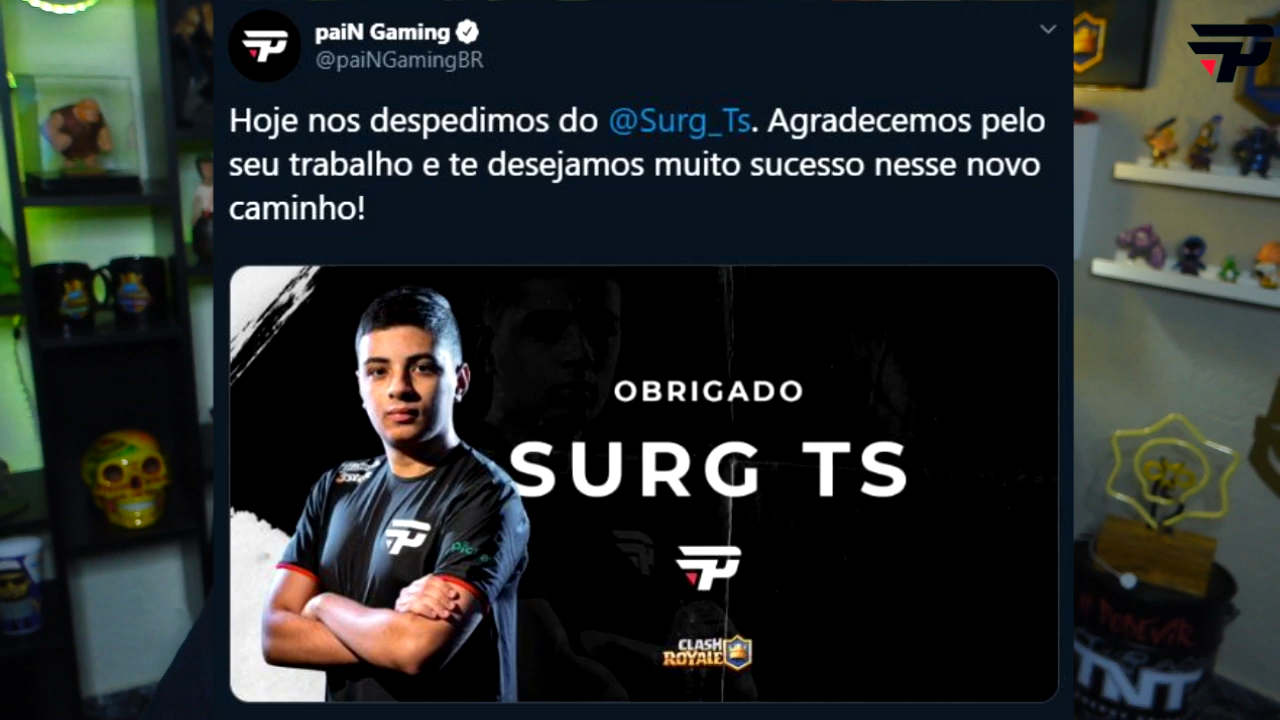 paiN Gaming
@paiNGamingBR
Hoje nos despedimos do @Surg_Ts. Agradecemos pelo
seu trabalho e te desejamos muito sucesso nesse novo
caminho!
OBRIGADO
SURG TS
CLASH
ROYALE
TNT